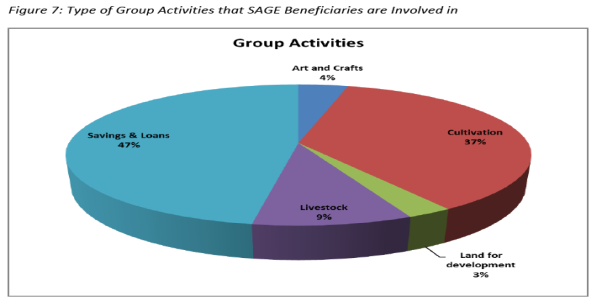 Figure 7: Type of Group Activities that SAGE Beneficiaries are Involved in
Group Activities
Art and Crafts
4%
Cultivation
37%
Land for
development
3%
Livestock
9%
Savings & Loans
47%